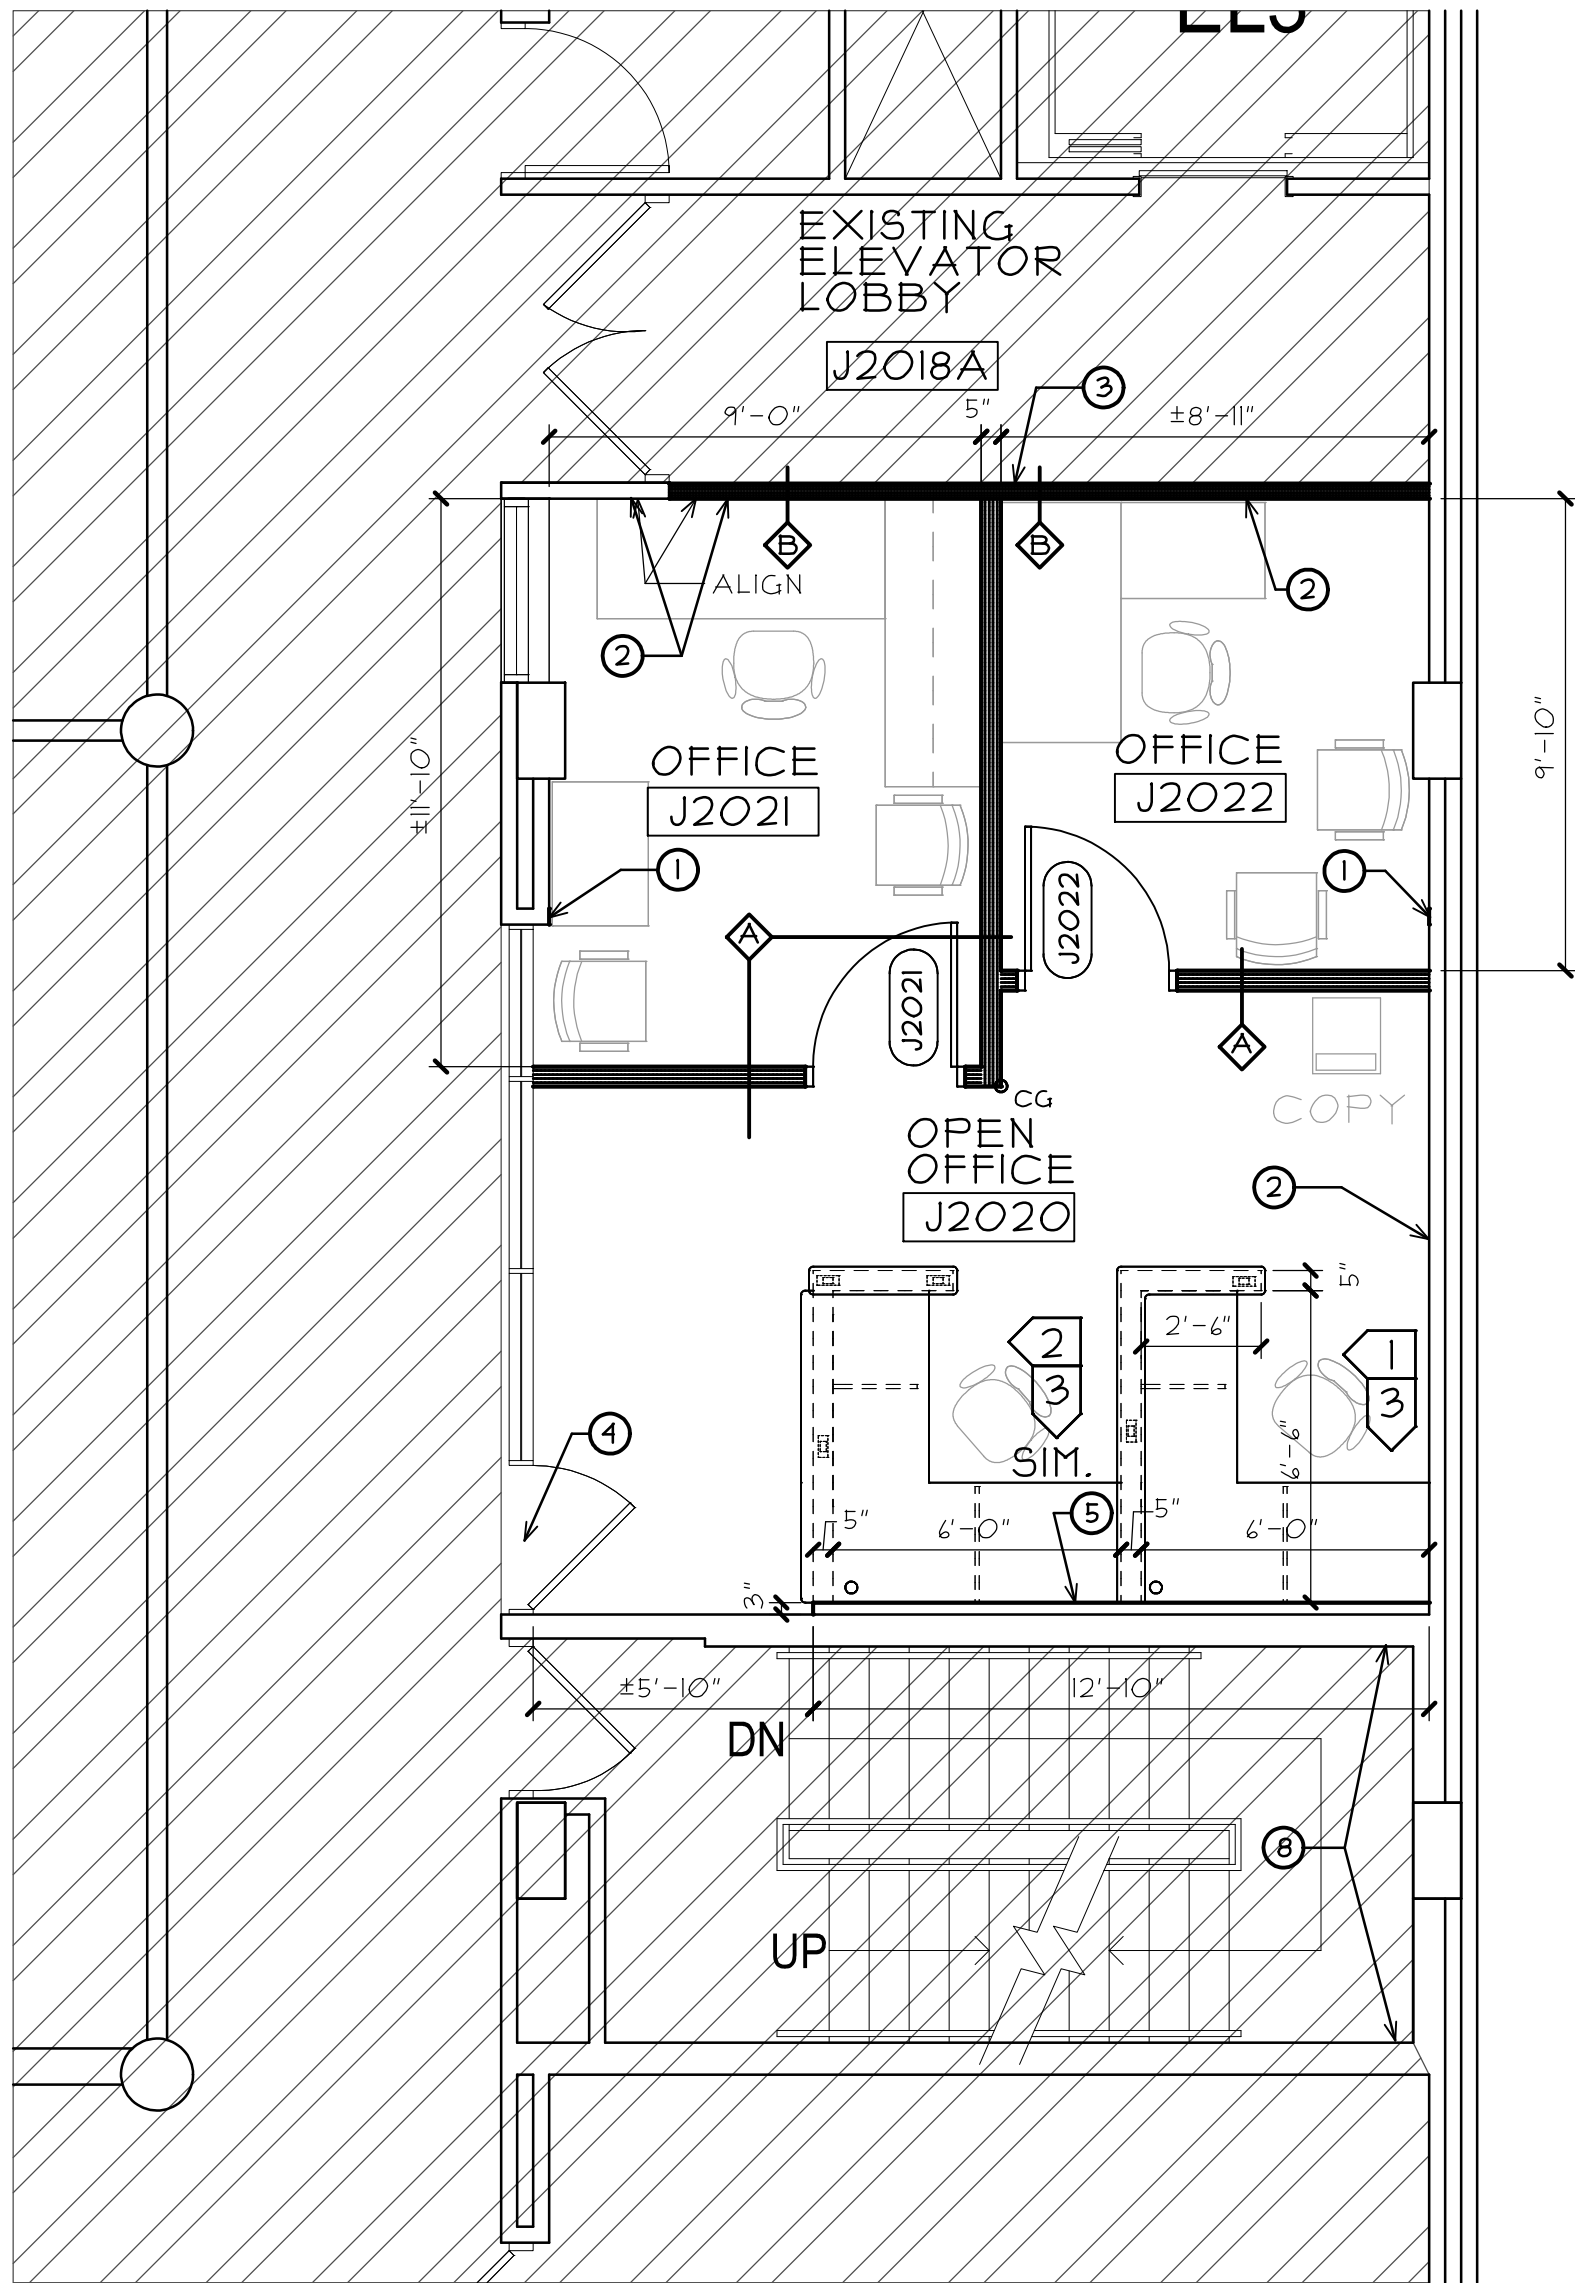 EXISTING
ELEVATOR
LOBBY
J2018A
3
9'-0"
5"
±8'-11"
B
B
ALIGN
2
2
±11'-10"
9'-10"
OFFICE
J2021
OFFICE
J2022
1
1
J2022
A
J2021
A
CG
COPY
OPEN
OFFICE
J2020
2
5"
2'-6"
2
3
1
3
SIM.
6'-6"
4
5
5"
6'-0"
5"
6'-0"
3"
±5'-10"
12'-10"
DN
8
UP